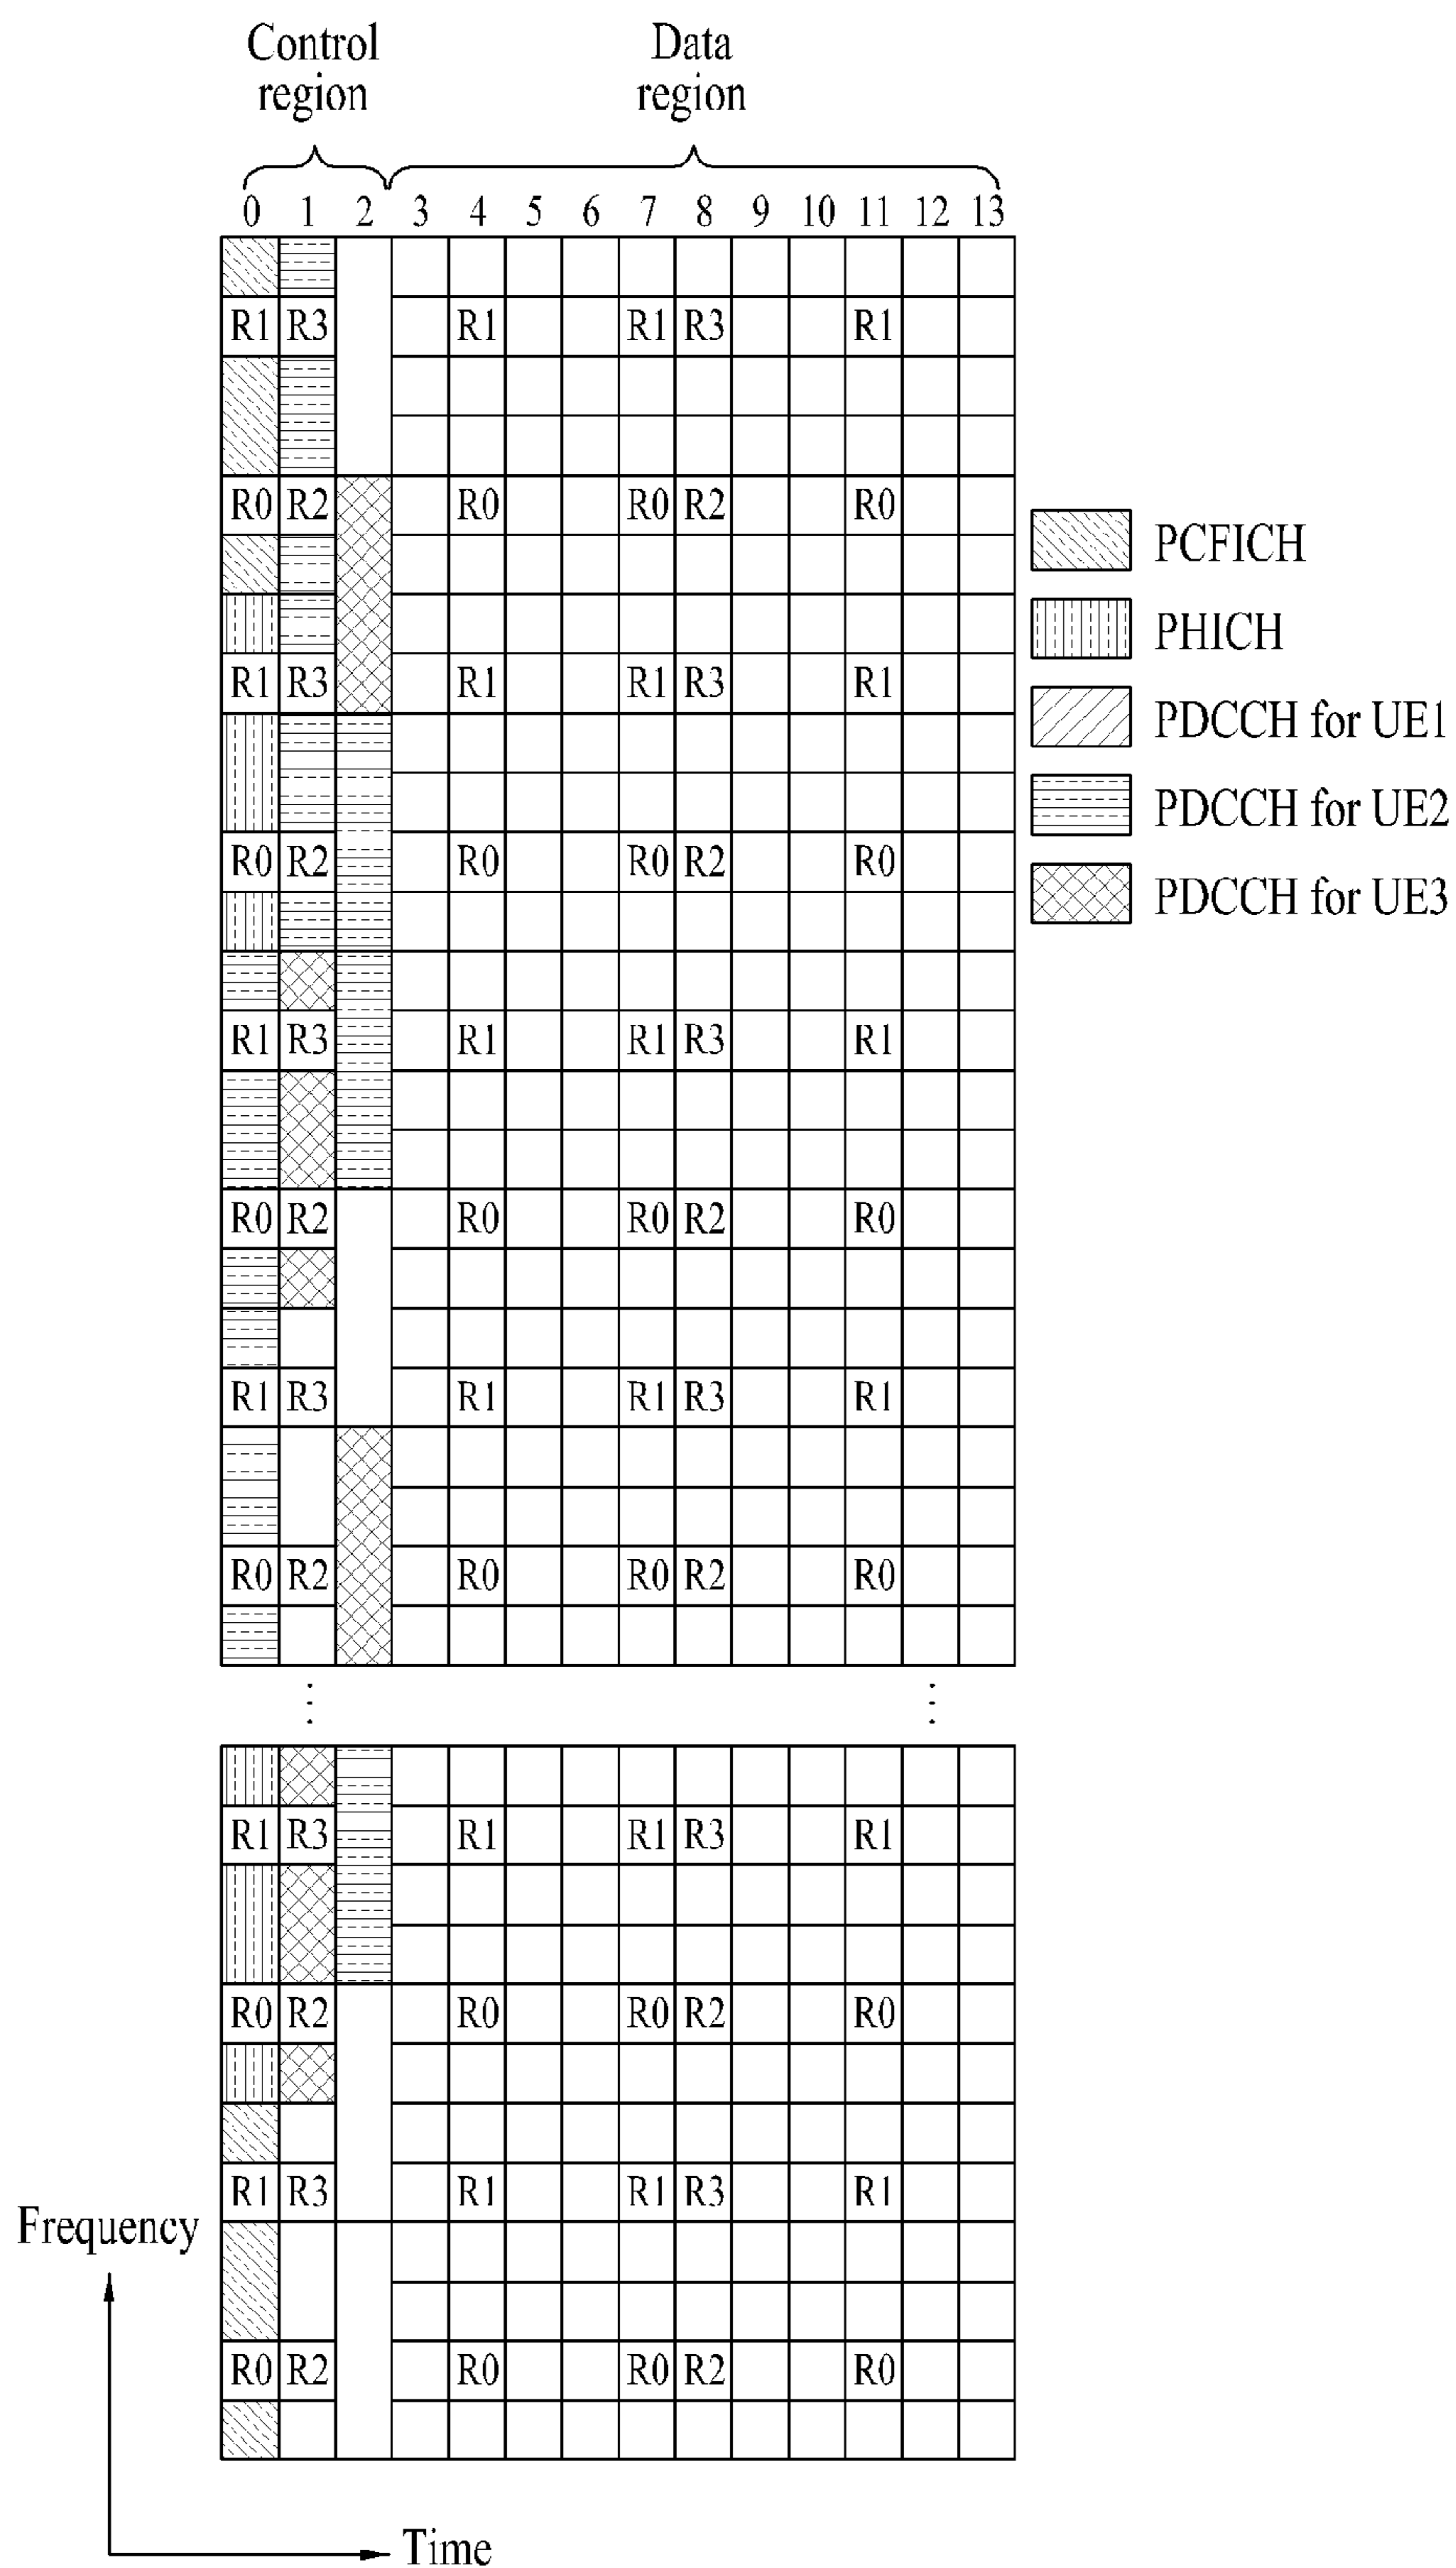 Control Data
region region
0 1 2 3 4 5 6 7 8 9 10 11 12 13
R1 R3 R1 R1 R3 R1
R0 R2 R0 R0 R2 R0
PCFICH
PHICH
R1 R3 R1 R1 R3 R1
PDCCH for UE1
PDCCH for UE2
R0 R2 R0 R0 R2 R0
PDCCH for UE3
R1 R3 R1 R1 R3 R1
R0 R2 R0 R0 R2 R0
R1 R3 R1 R1 R3 R1
R0 R2 R0 R0 R2 R0
R1 R3 R1 R1 R3 R1
R0 R2 R0 R0 R2 R0
R1 R3 R1 R1 R3 R1
Frequency
R0 R2 R0 R0 R2 R0
Time